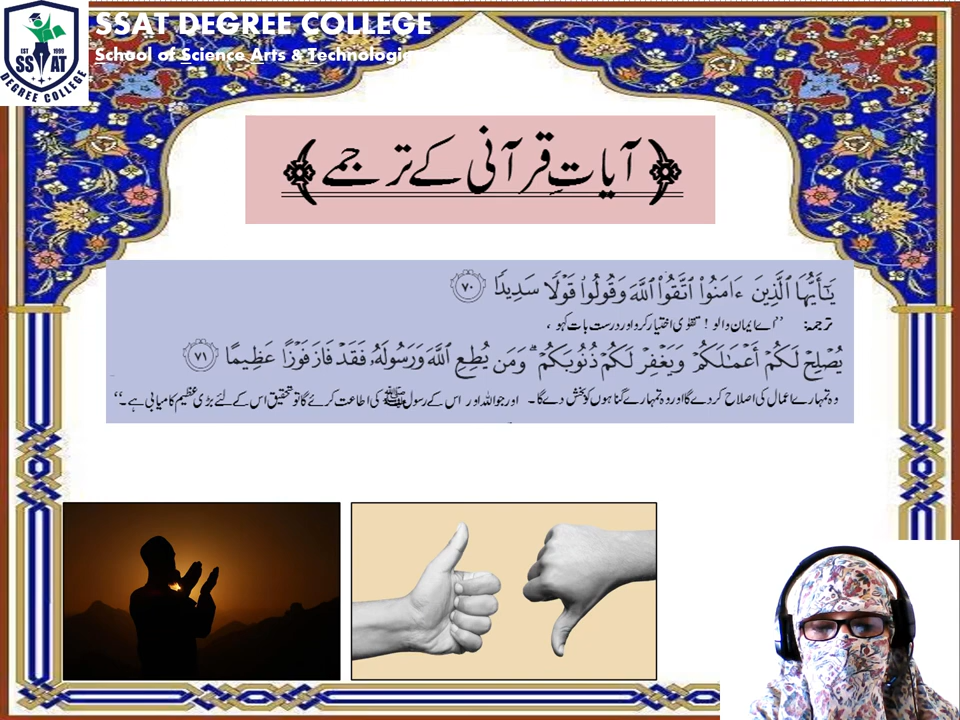 SSAT DEGREE COLLEGE
School of Science Arts & Technologi
EST 1999
SSAT
DEGREE COLLEGE
﴿ آیاتِ قرآنی کے ترجمے ﴾
يَٰٓأَيُّهَا ٱلَّذِينَ ءَامَنُوا۟ ٱتَّقُوا۟ ٱللَّهَ وَقُولُوا۟ قَوْلًا سَدِيدًا ٧٠
ترجمہ: ’’اے ایمان والو! تقویٰ اختیار کرو اور درست بات کہو،
يُصْلِحْ لَكُمْ أَعْمَٰلَكُمْ وَيَغْفِرْ لَكُمْ ذُنُوبَكُمْ ۗ وَمَن يُطِعِ ٱللَّهَ وَرَسُولَهُۥ فَقَدْ فَازَ فَوْزًا عَظِيمًا ٧١
وہ تمہارے اعمال کی اصلاح کر دے گا اور وہ تمہارے گناہوں کو بخش دے گا۔ اور جو اللہ اور اس کے رسول ﷺ کی اطاعت کرے گا تو تحقیق اس کے لئے بڑی عظیم کامیابی ہے۔‘‘